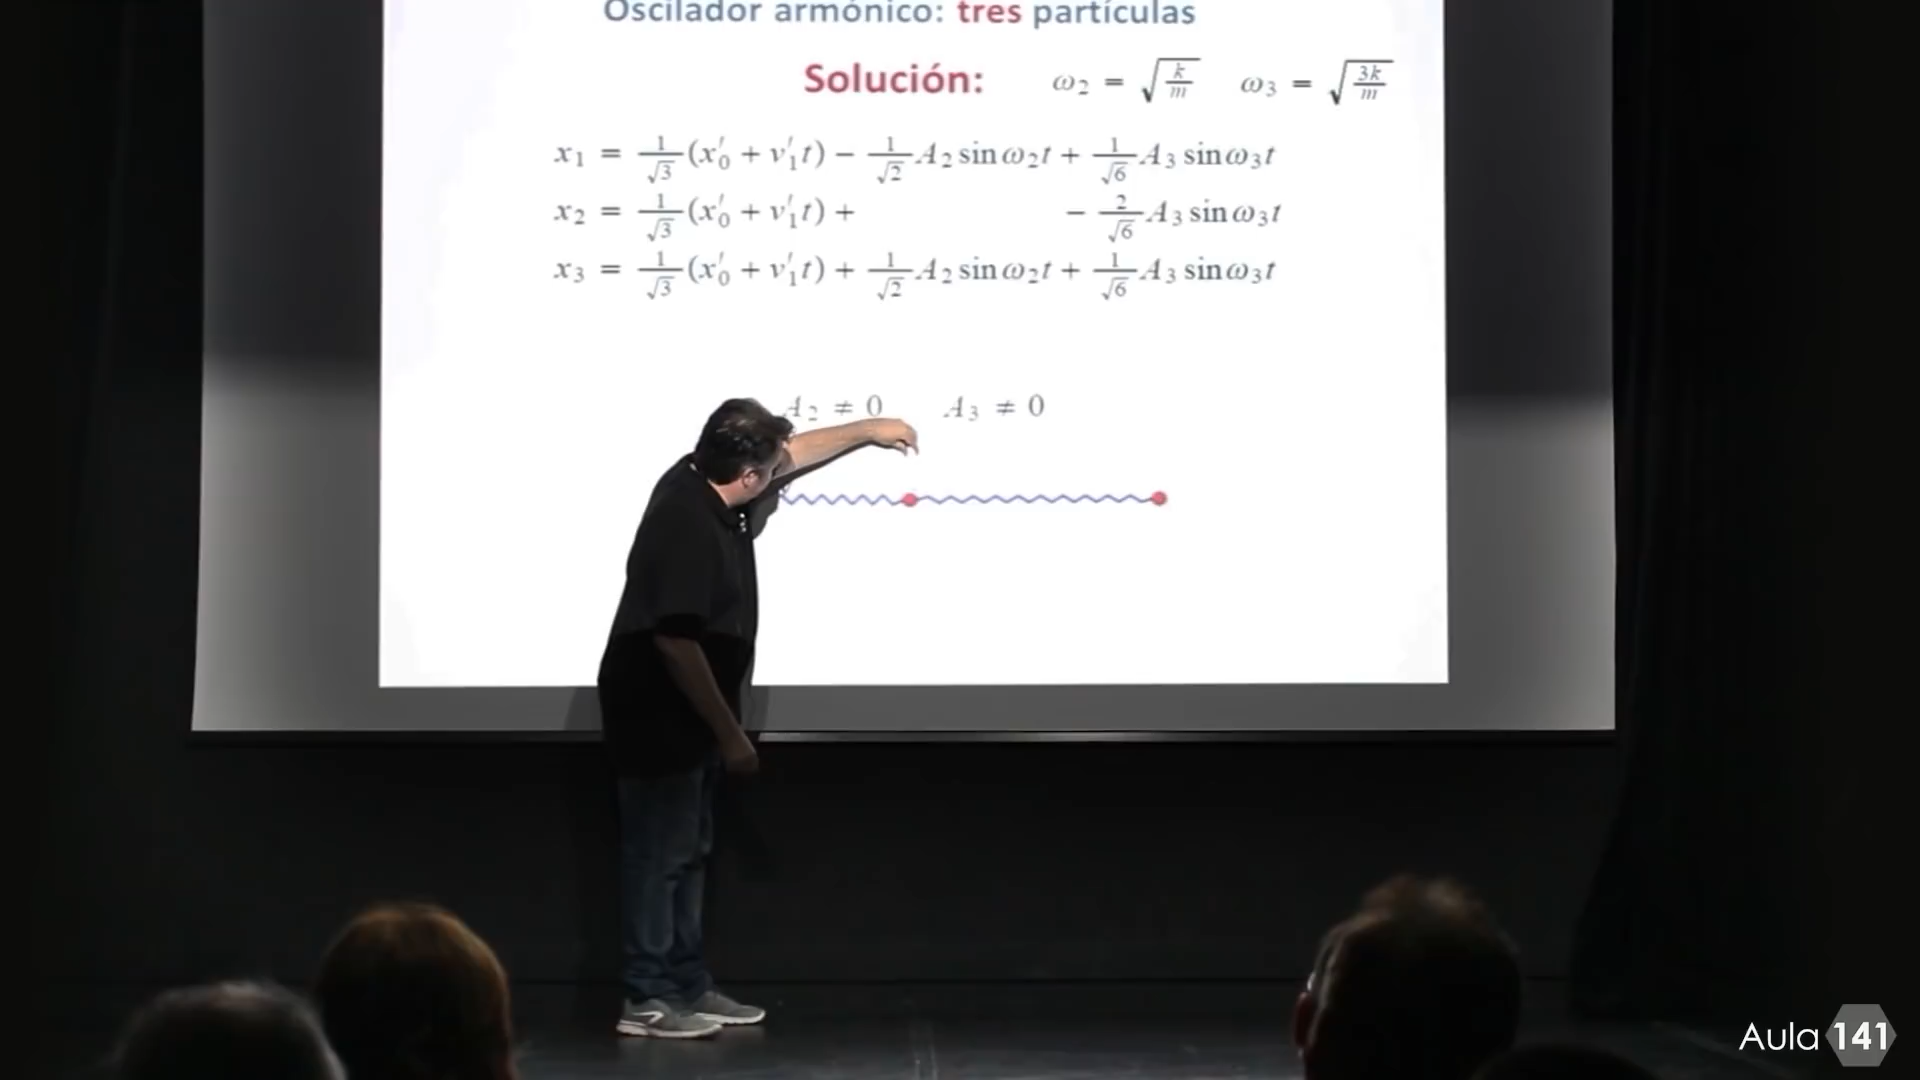 Oscilador armónico: tres partículas
Solución: ω₂ = √(k/m) ω₃ = √(3k/m)
x₁ = 1/√3 (x′₀ + v′₁t) − 1/√2 A₂ sin ω₂t + 1/√6 A₃ sin ω₃t
x₂ = 1/√3 (x′₀ + v′₁t) + − 2/√6 A₃ sin ω₃t
x₃ = 1/√3 (x′₀ + v′₁t) + 1/√2 A₂ sin ω₂t + 1/√6 A₃ sin ω₃t
A₂ ≠ 0 A₃ ≠ 0
Aula 141